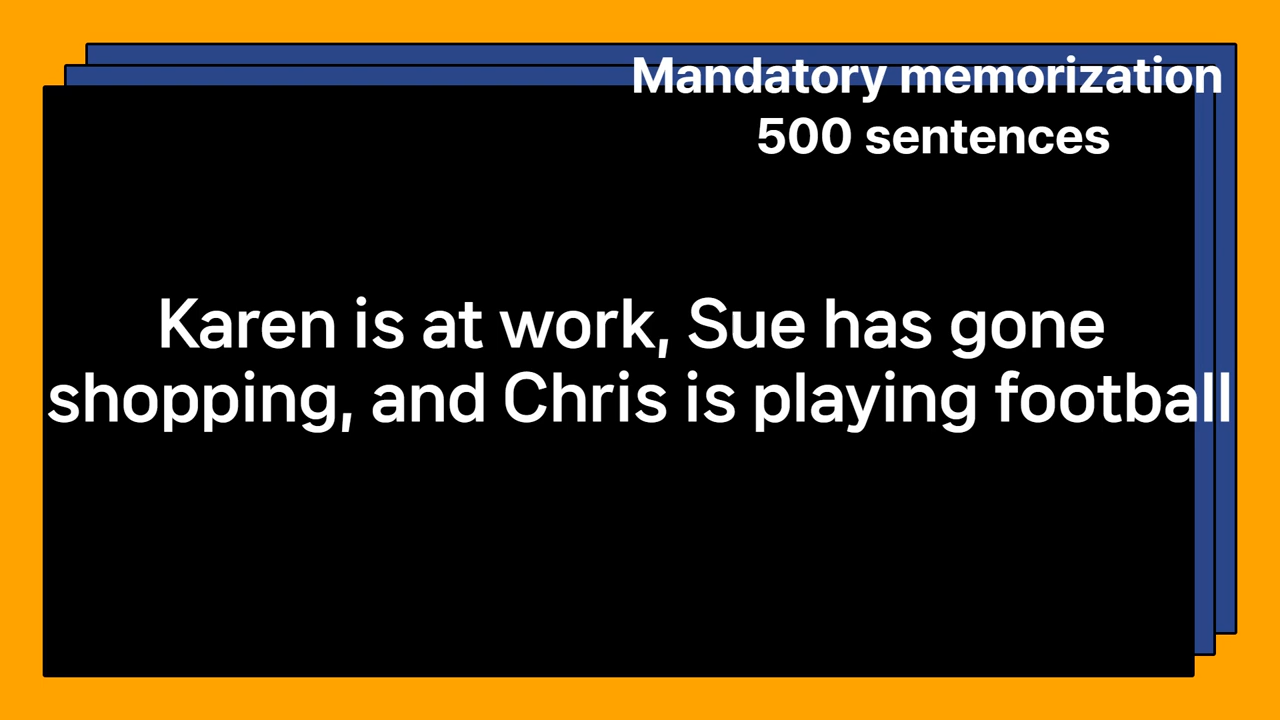 Mandatory memorization
500 sentences
Karen is at work, Sue has gone
shopping, and Chris is playing football